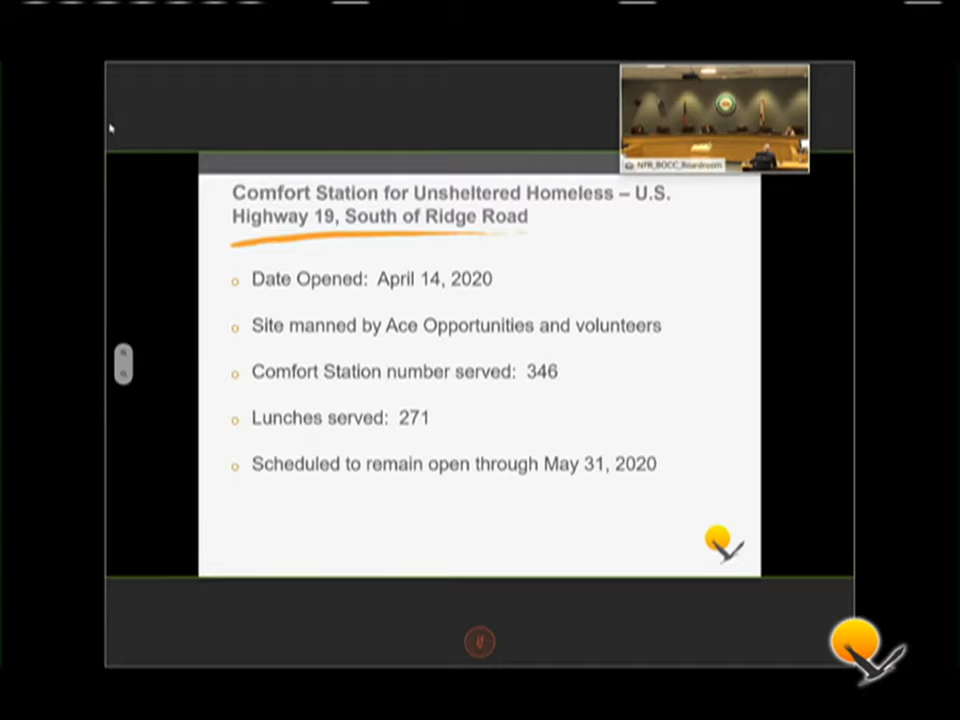 NPR_BOCC_Boardroom
Comfort Station for Unsheltered Homeless – U.S.
Highway 19, South of Ridge Road
Date Opened: April 14, 2020
Site manned by Ace Opportunities and volunteers
Comfort Station number served: 346
Lunches served: 271
Scheduled to remain open through May 31, 2020